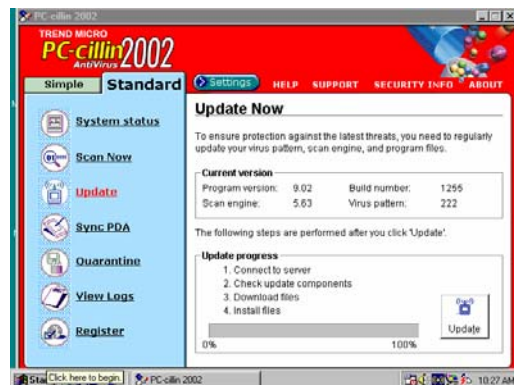 PC-cillin 2002
TREND MICRO
PC-cillin 2002
AntiVirus
Simple
Standard
Settings
HELP SUPPORT SECURITY INFO ABOUT
System status
Scan Now
Update
Sync PDA
Quarantine
View Logs
Register
Update Now
To ensure protection against the latest threats, you need to regularly
update your virus pattern, scan engine, and program files.
Current version
Program version: 9.02 Build number: 1255
Scan engine: 5.63 Virus pattern: 222
The following steps are performed after you click 'Update'.
Update progress
1. Connect to server
2. Check update components
3. Download files
4. Install files
Update
0% 100%
Click here to begin.
PC-cillin 2002
10:27 AM